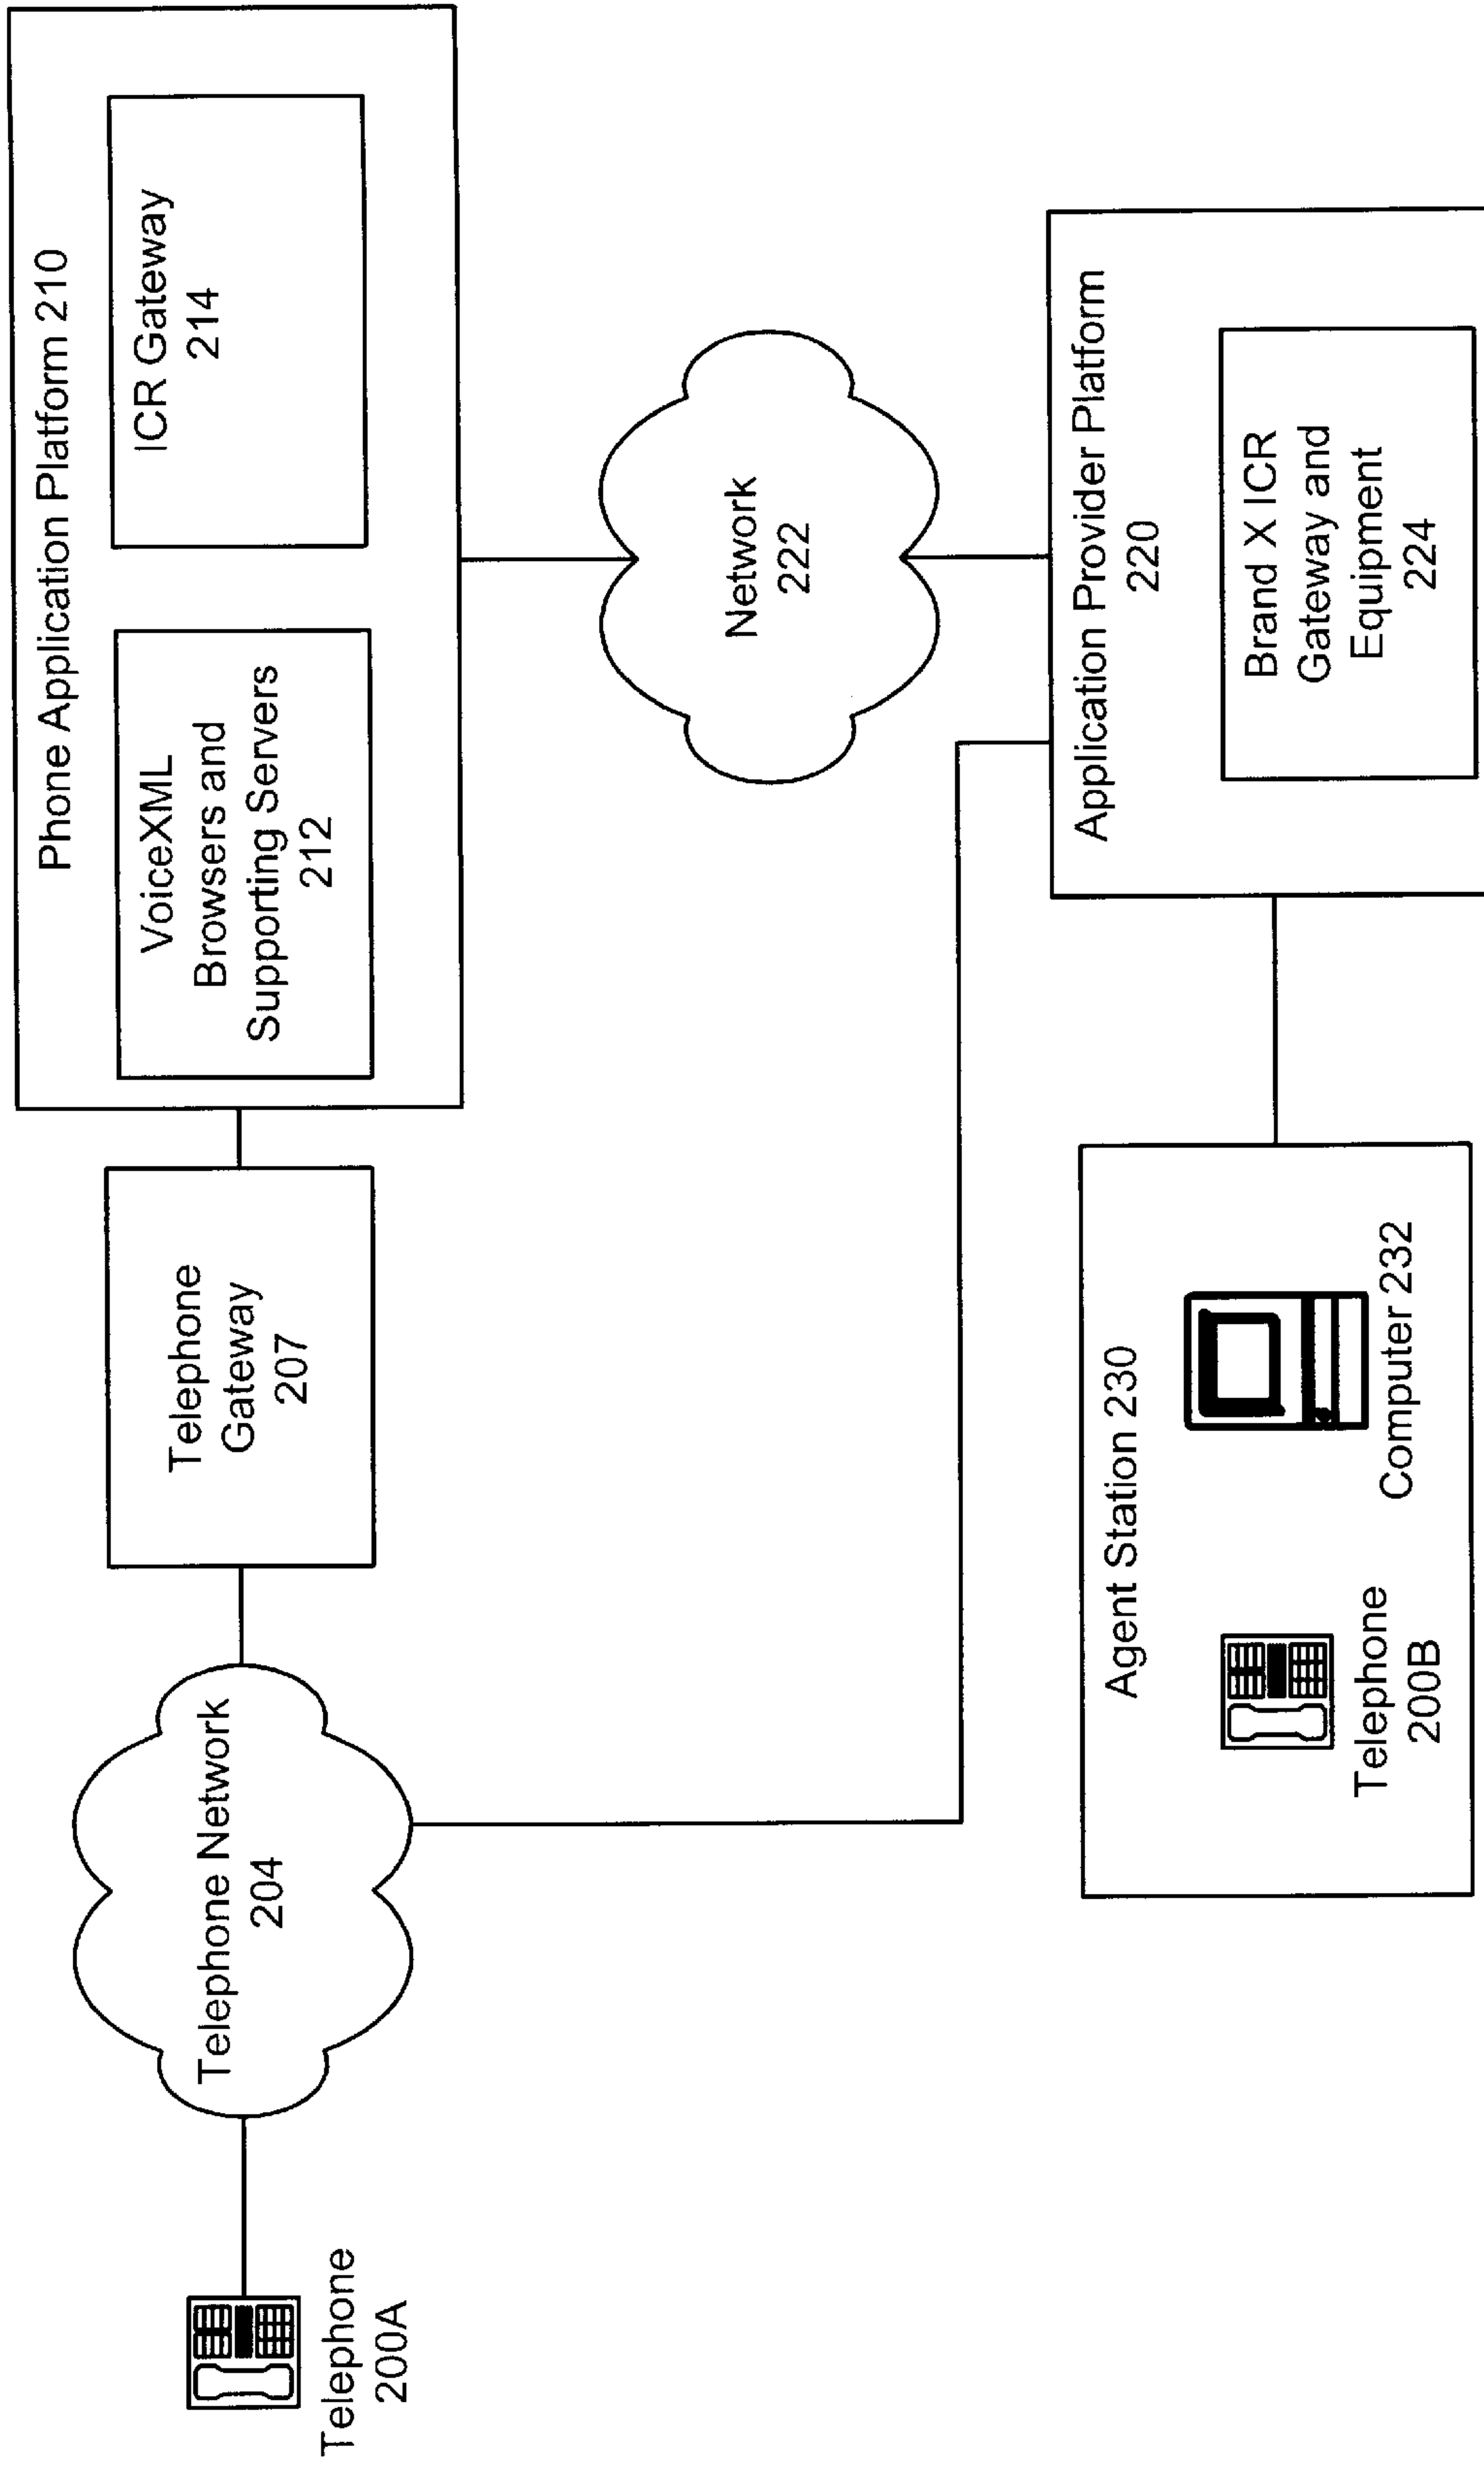 Telephone
200A
Telephone Network
204
Telephone
Gateway
207
Phone Application Platform 210
VoiceXML
Browsers and
Supporting Servers
212
ICR Gateway
214
Network
222
Application Provider Platform
220
Brand X ICR
Gateway and
Equipment
224
Agent Station 230
Telephone
200B
Computer 232